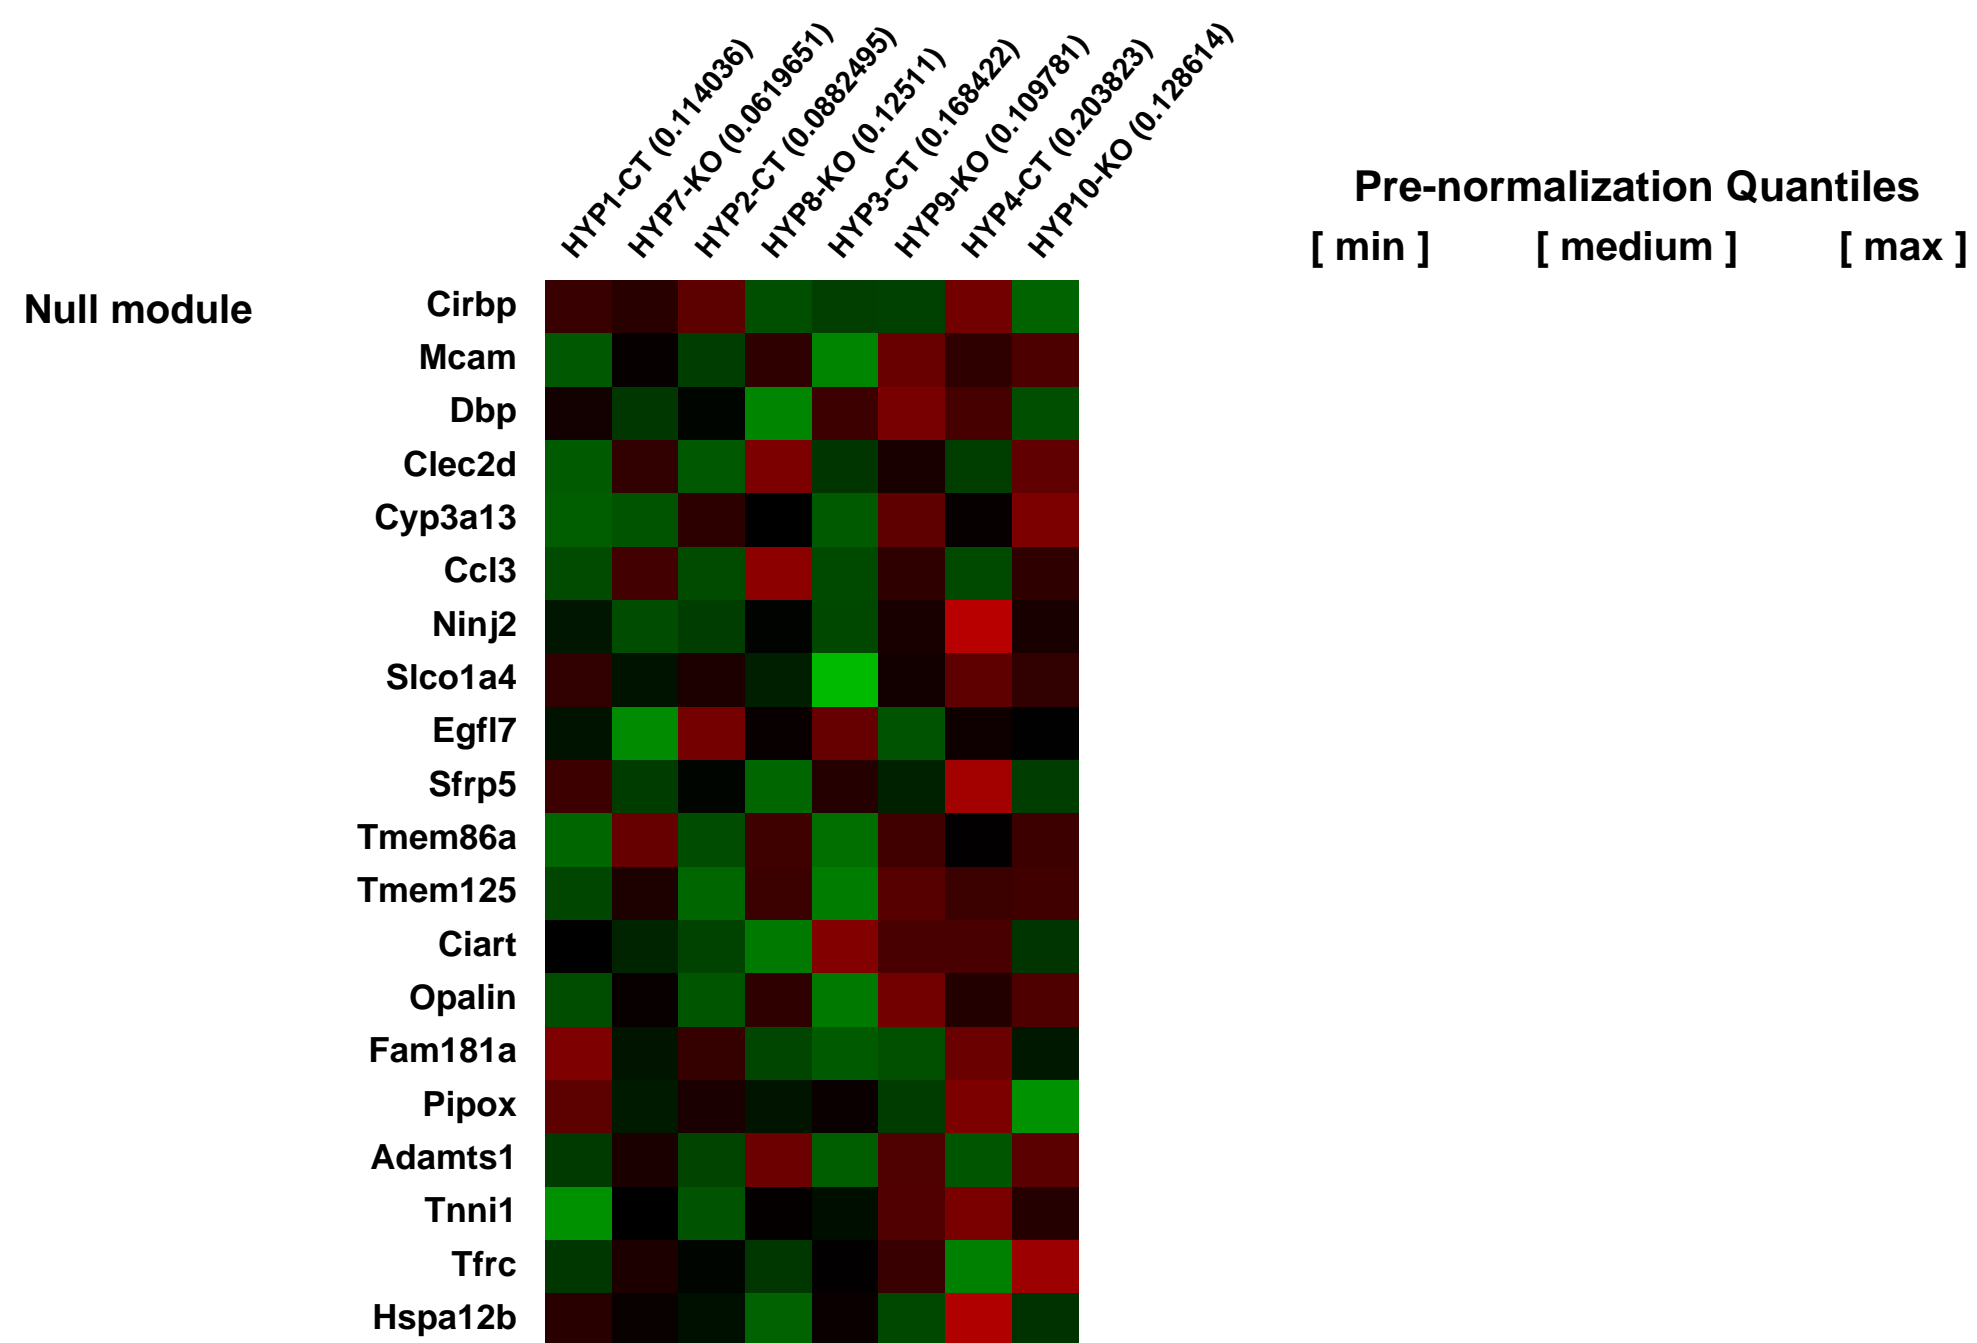 HYP1-CT (0.114036)
HYP7-KO (0.0619651)
HYP2-CT (0.0882495)
HYP8-KO (0.12511)
HYP3-CT (0.168422)
HYP9-KO (0.109781)
HYP4-CT (0.203823)
HYP10-KO (0.128614)
Pre-normalization Quantiles
[ min ] [ medium ] [ max ]
Null module
Cirbp
Mcam
Dbp
Clec2d
Cyp3a13
Ccl3
Ninj2
Slco1a4
Egfl7
Sfrp5
Tmem86a
Tmem125
Ciart
Opalin
Fam181a
Pipox
Adamts1
Tnni1
Tfrc
Hspa12b